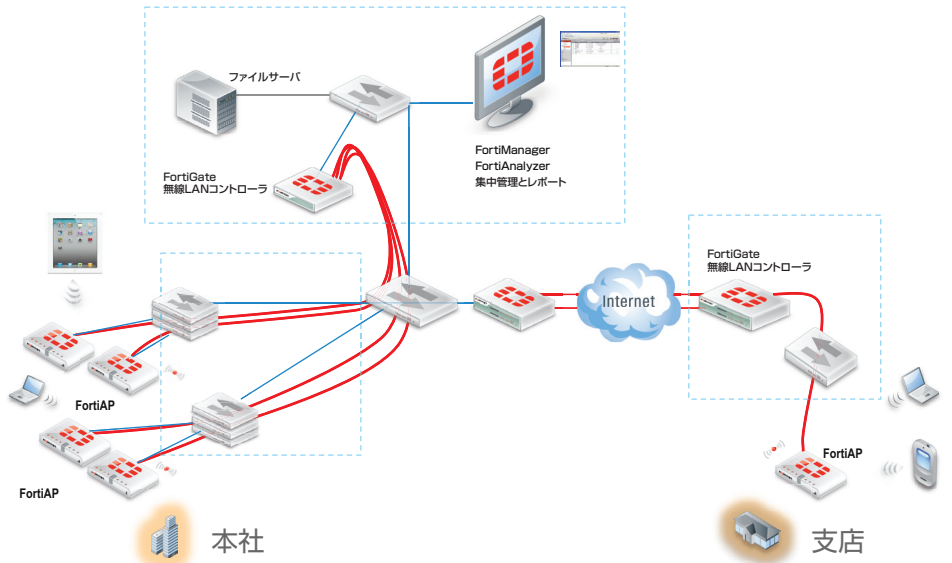 ファイルサーバ
FortiManager
FortiAnalyzer
集中管理とレポート
FortiGate
無線LANコントローラ
FortiGate
無線LANコントローラ
Internet
FortiAP
FortiAP
FortiAP
本社
支店